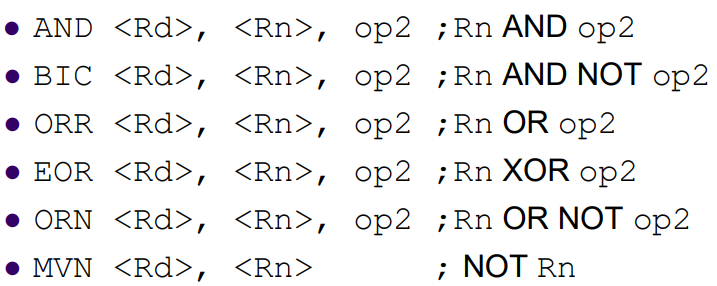 ● AND <Rd>, <Rn>, op2 ;Rn AND op2
● BIC <Rd>, <Rn>, op2 ;Rn AND NOT op2
● ORR <Rd>, <Rn>, op2 ;Rn OR op2
● EOR <Rd>, <Rn>, op2 ;Rn XOR op2
● ORN <Rd>, <Rn>, op2 ;Rn OR NOT op2
● MVN <Rd>, <Rn> ; NOT Rn